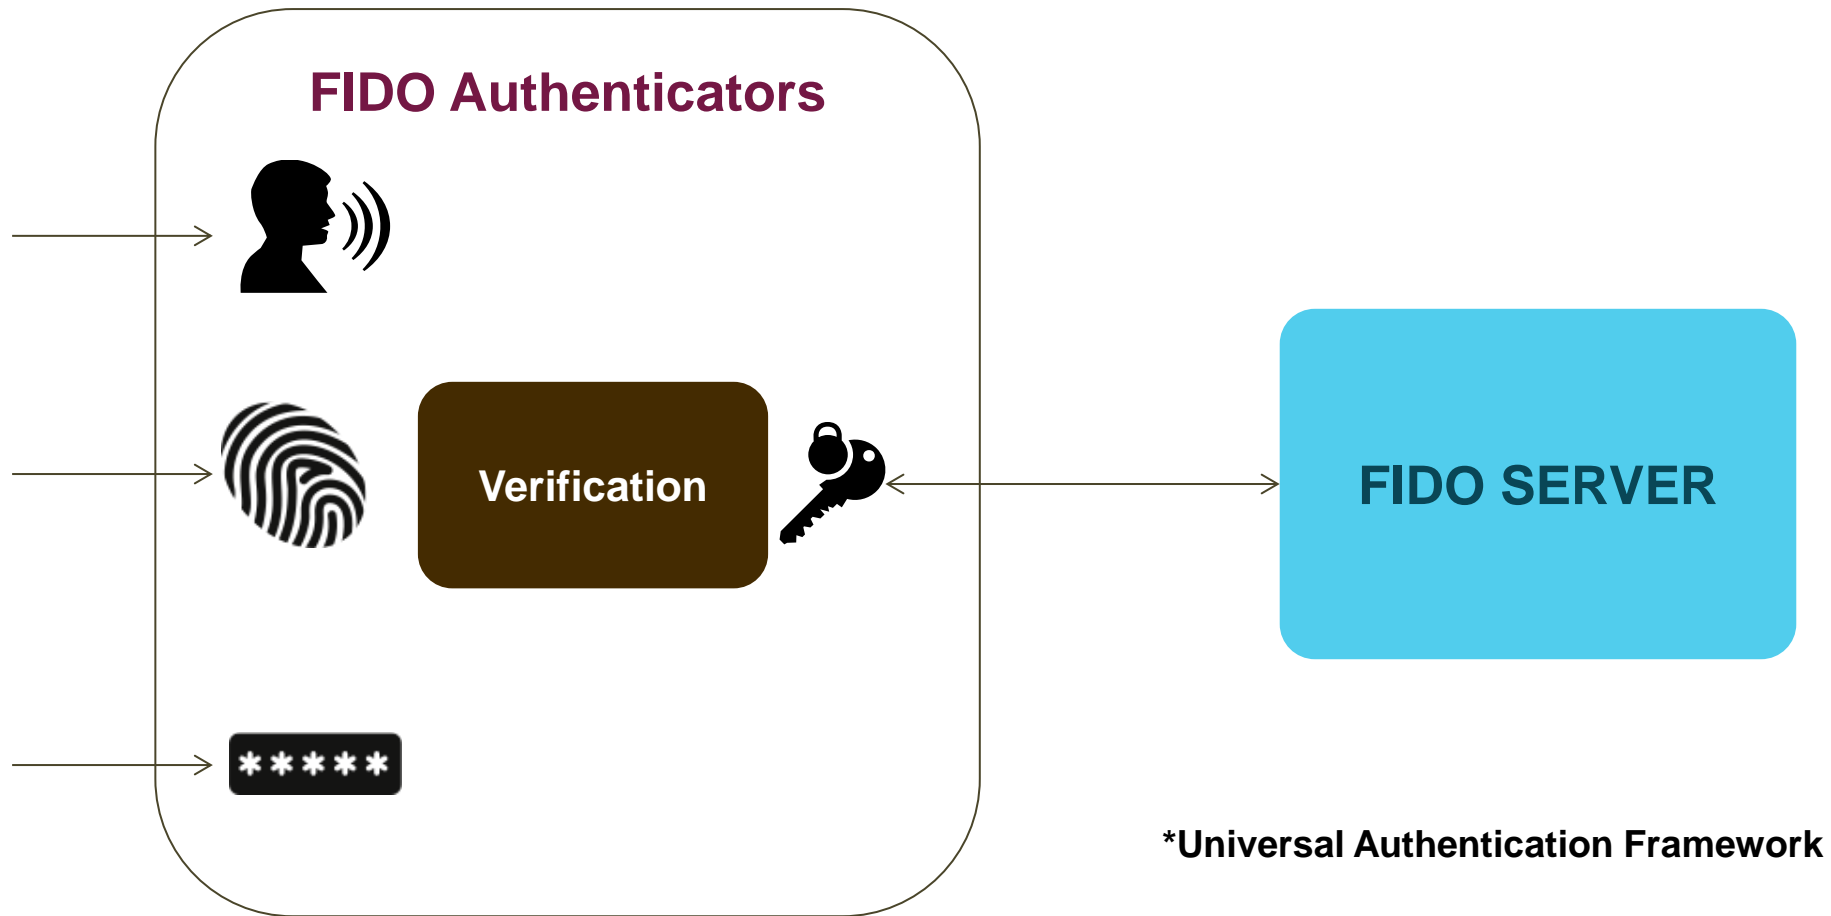 FIDO Authenticators
Verification
FIDO SERVER
*****
*Universal Authentication Framework